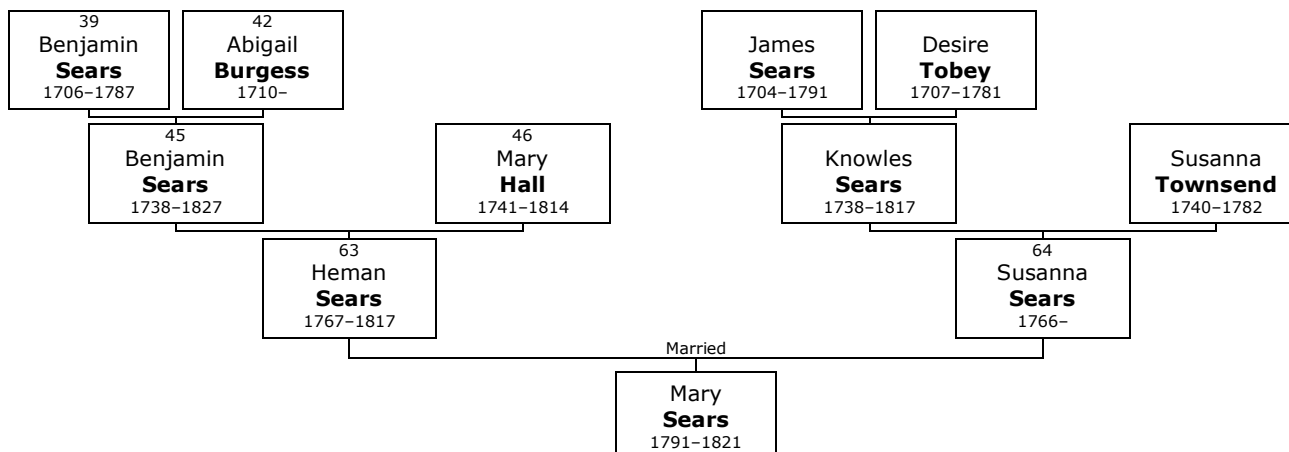 39
Benjamin
Sears
1706–1787
42
Abigail
Burgess
1710–
James
Sears
1704–1791
Desire
Tobey
1707–1781
45
Benjamin
Sears
1738–1827
46
Mary
Hall
1741–1814
Knowles
Sears
1738–1817
Susanna
Townsend
1740–1782
63
Heman
Sears
1767–1817
64
Susanna
Sears
1766–
Married
Mary
Sears
1791–1821